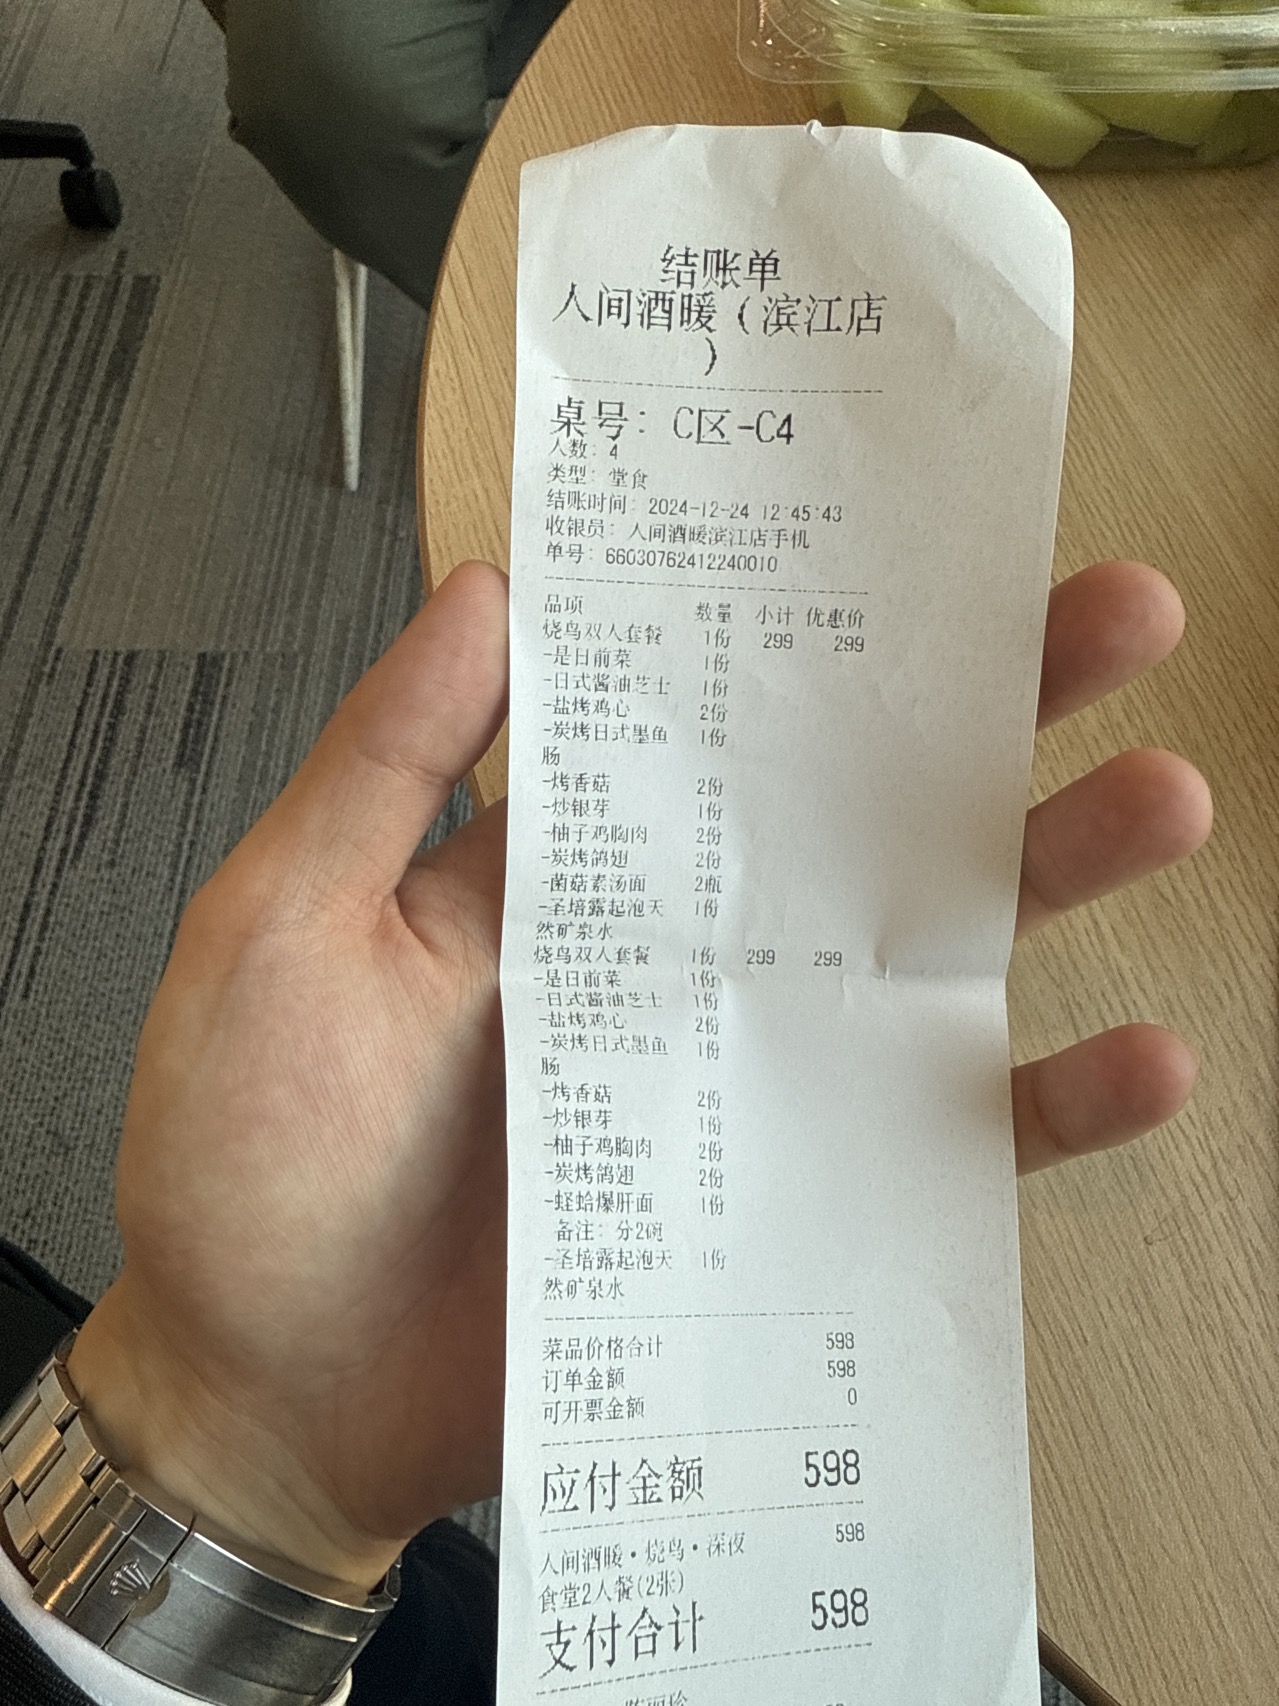 结账单
人间酒暖（滨江店
）
桌号：C区-C4
人数：4
类型：堂食
结账时间：2024-12-24 12:45:43
收银员：人间酒暖滨江店手机
单号：66030762412240010
品项 数量 小计 优惠价
烧鸟双人套餐 1份 299 299
-是日前菜 1份
-日式酱油芝士 1份
-盐烤鸡心 2份
-炭烤日式墨鱼 1份
肠
-烤香菇 2份
-炒银芽 1份
-柚子鸡胸肉 2份
-炭烤鸽翅 2份
-菌菇素汤面 2瓶
-圣培露起泡天 1份
然矿泉水
烧鸟双人套餐 1份 299 299
-是日前菜 1份
-日式酱油芝士 1份
-盐烤鸡心 2份
-炭烤日式墨鱼 1份
肠
-烤香菇 2份
-炒银芽 1份
-柚子鸡胸肉 2份
-炭烤鸽翅 2份
-蛏蛤爆肝面 1份
备注：分2碗
-圣培露起泡天 1份
然矿泉水
菜品价格合计 598
订单金额 598
可开票金额 0
应付金额 598
人间酒暖·烧鸟·深夜 598
食堂2人餐(2张)
支付合计 598